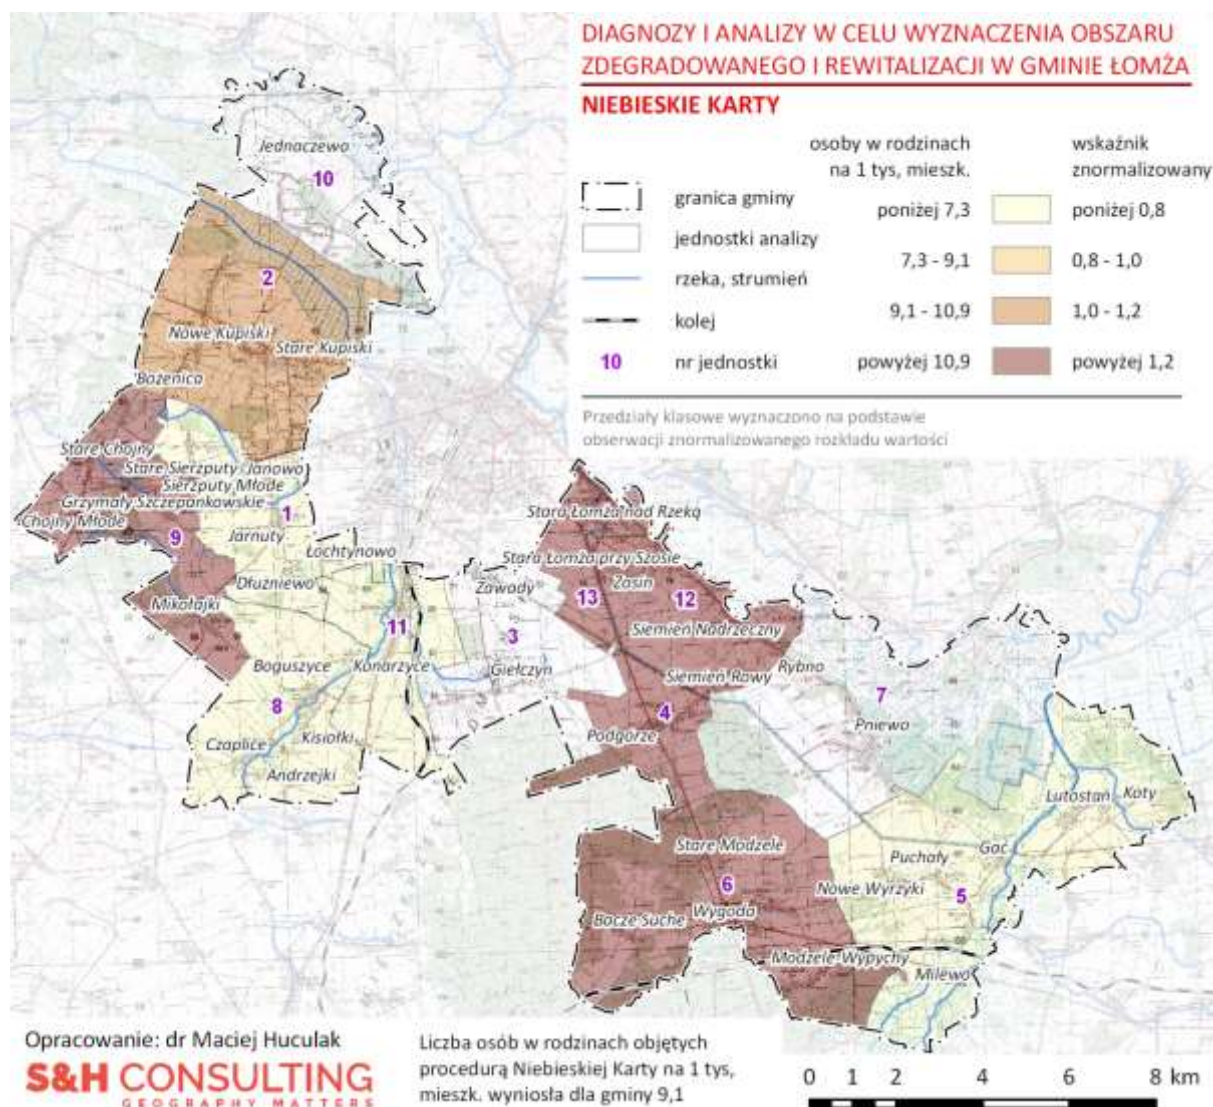 DIAGNOZY I ANALIZY W CELU WYZNACZENIA OBSZARU
ZDEGRADOWANEGO I REWITALIZACJI W GMINIE ŁOMŻA
NIEBIESKIE KARTY
osoby w rodzinach
na 1 tys, mieszk.
wskaźnik
znormalizowany
granica gminy
poniżej 7,3
poniżej 0,8
jednostki analizy
7,3 - 9,1
0,8 - 1,0
rzeka, strumień
9,1 - 10,9
1,0 - 1,2
kolej
10
nr jednostki
powyżej 10,9
powyżej 1,2
Przedziały klasowe wyznaczono na podstawie
obserwacji znormalizowanego rozkładu wartości
Jednaczewo
10
2
Nowe Kupiski
Stare Kupiski
Bożenica
Stare Chojny
Stare Sierzputy
Janowo
Sierzputy Młode
Grzymały Szczepankowskie
Chojny Młode
1
9
Jarnuty
Łochtynowo
Dłużniewo
Mikołajki
11
Boguszyce
Konarzyce
8
Czaplice
Kisiołki
Andrzejki
Zawady
3
Giełczyn
Stara Łomża nad Rzeką
Stara Łomża przy Szosie
Zosin
13
12
Siemień Nadrzeczny
Siemień Rowy
Rybno
7
Pniewo
4
Podgórze
Lutostań
Koty
Stare Modzele
Puchały
Gać
6
Nowe Wyrzyki
5
Bacze Suche
Wygoda
Modzele-Wypychy
Milewo
Opracowanie: dr Maciej Huculak
S&H CONSULTING
GEOGRAPHY MATTERS
Liczba osób w rodzinach objętych
procedurą Niebieskiej Karty na 1 tys,
mieszk. wyniosła dla gminy 9,1
0 1 2 4 6 8 km